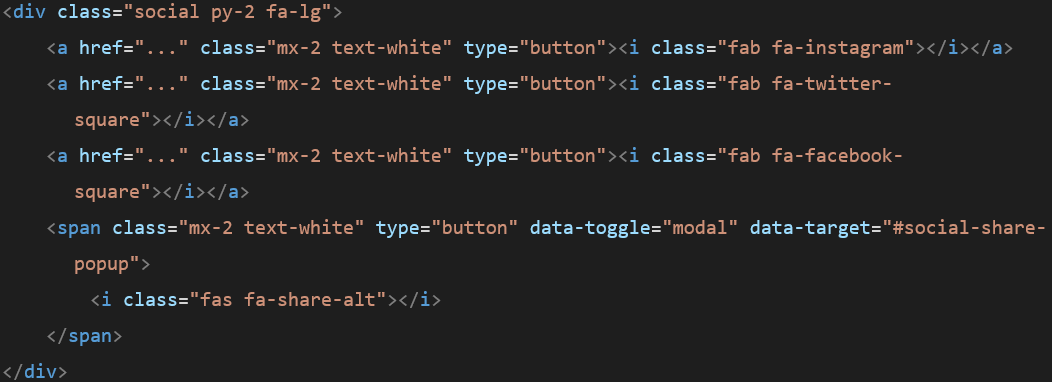 <div class="social py-2 fa-lg">
<a href="..." class="mx-2 text-white" type="button"><i class="fab fa-instagram"></i></a>
<a href="..." class="mx-2 text-white" type="button"><i class="fab fa-twitter-
square"></i></a>
<a href="..." class="mx-2 text-white" type="button"><i class="fab fa-facebook-
square"></i></a>
<span class="mx-2 text-white" type="button" data-toggle="modal" data-target="#social-share-
popup">
<i class="fas fa-share-alt"></i>
</span>
</div>